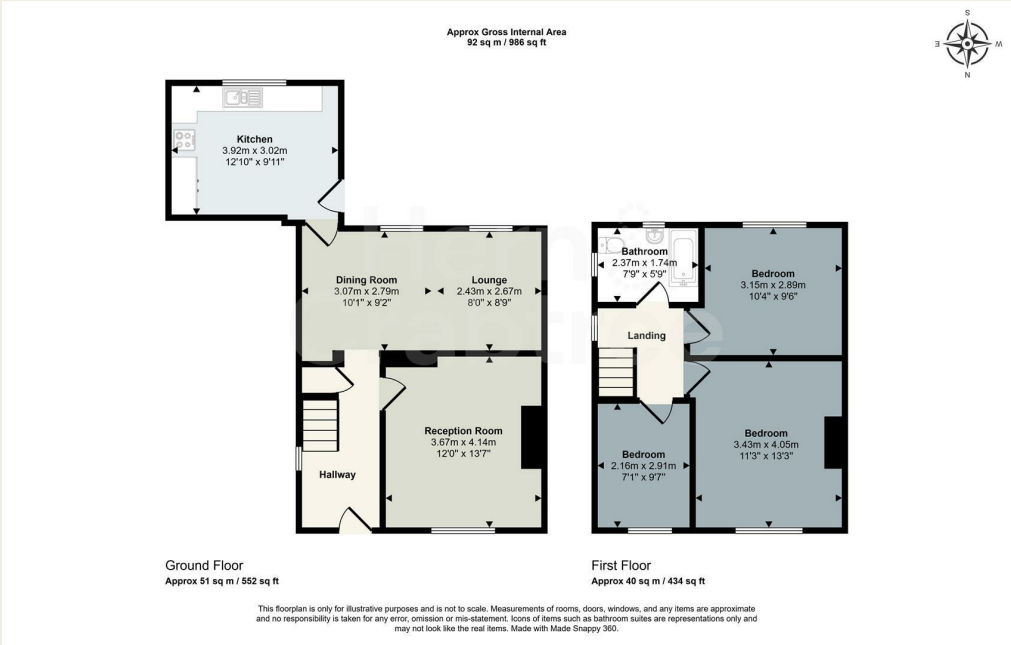 Approx Gross Internal Area
92 sq m / 986 sq ft
S
E
W
N
Kitchen
3.92m x 3.02m
12'10" x 9'11"
Dining Room
3.07m x 2.79m
10'1" x 9'2"
Lounge
2.43m x 2.67m
8'0" x 8'9"
Reception Room
3.67m x 4.14m
12'0" x 13'7"
Hallway
Bathroom
2.37m x 1.74m
7'9" x 5'9"
Bedroom
3.15m x 2.89m
10'4" x 9'6"
Landing
Bedroom
3.43m x 4.05m
11'3" x 13'3"
Bedroom
2.16m x 2.91m
7'1" x 9'7"
Ground Floor
Approx 51 sq m / 552 sq ft
First Floor
Approx 40 sq m / 434 sq ft
This floorplan is only for illustrative purposes and is not to scale. Measurements of rooms, doors, windows, and any items are approximate
and no responsibility is taken for any error, omission or mis-statement. Icons of items such as bathroom suites are representations only and
may not look like the real items. Made with Made Snappy 360.